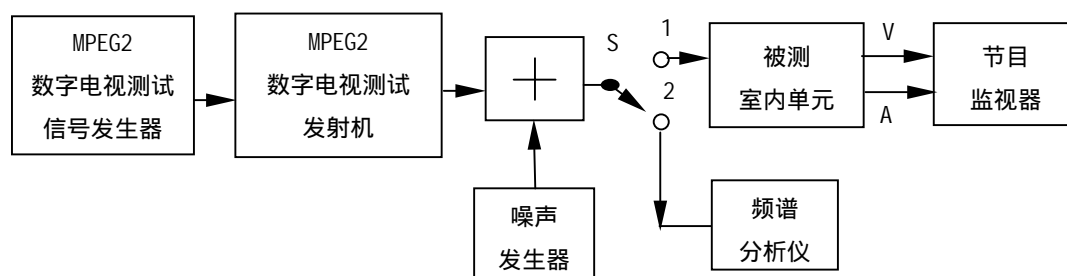 MPEG2
数字电视测试
信号发生器
MPEG2
数字电视测试
发射机
S
1
2
被测
室内单元
V
A
节目
监视器
噪声
发生器
频谱
分析仪